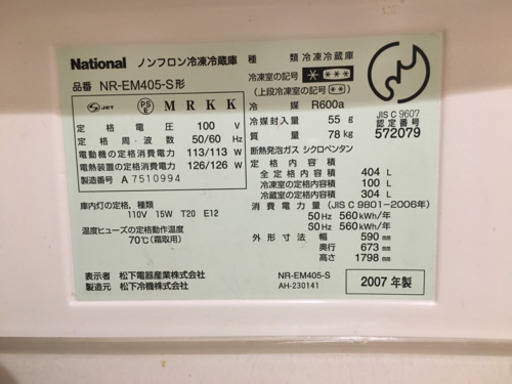 National ノンフロン冷凍冷蔵庫
品番 NR-EM405-S形
S JET PS E MRKK
定格電圧 100 V
定格周波数 50/60 Hz
電動機の定格消費電力 113/113 W
電熱装置の定格消費電力 126/126 W
製造番号 A 7510994
庫内灯の定格,種類
110V 15W T20 E12
温度ヒューズの定格動作温度
70℃(霜取用)
表示者 松下電器産業株式会社
製造元 松下冷機株式会社
種類 冷凍冷蔵庫
冷凍室の記号
(上段冷凍室の記号)
冷媒 R600a
冷媒封入量 55 g
質量 78 kg
断熱発泡ガス シクロペンタン
定格内容積
全定格内容積 404 L
冷凍室の定格内容積 100 L
冷蔵室の定格内容積 304 L
消費電力量(JIS C 9801-2006年)
50Hz 560 kWh/年
50Hz 560 kWh/年
外形寸法 幅 590 mm
奥行 673 mm
高さ 1798 mm
JIS C 9607
認定番号
572079
NR-EM405-S
AH-230141
2007年製